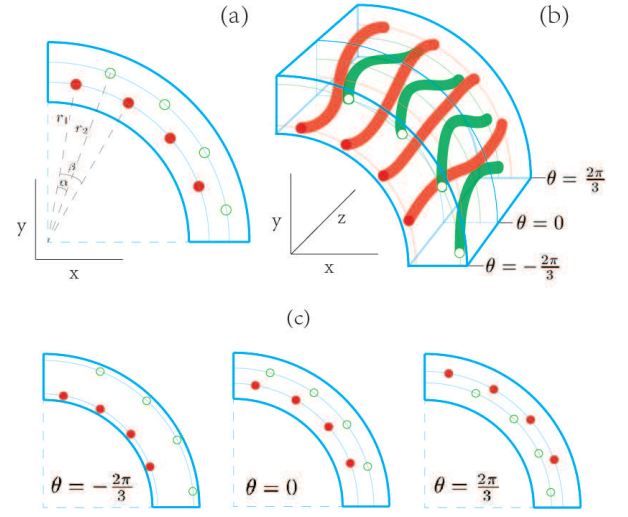 (a)
(b)
r₁
r₂
β
α
y
x
y
z
x
θ = 2π/3
θ = 0
θ = −2π/3
(c)
θ = −2π/3
θ = 0
θ = 2π/3